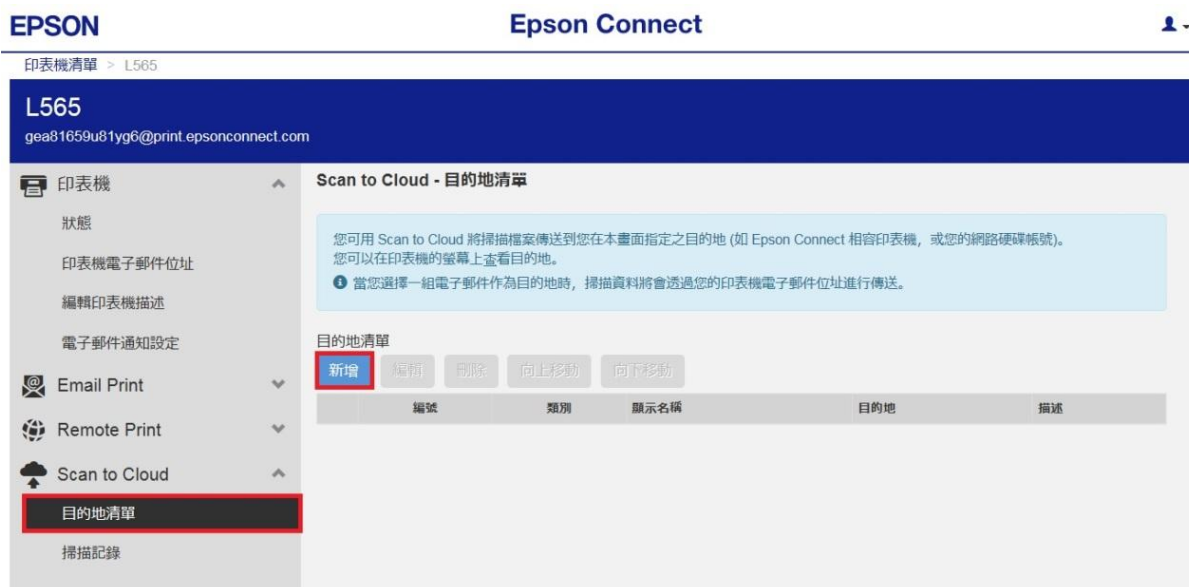 EPSON
Epson Connect
印表機清單 > L565
L565
gea81659u81yg6@print.epsonconnect.com
印表機
狀態
印表機電子郵件位址
編輯印表機描述
電子郵件通知設定
Email Print
Remote Print
Scan to Cloud
目的地清單
掃描記錄
Scan to Cloud - 目的地清單
您可用 Scan to Cloud 將掃描檔案傳送到您在本畫面指定之目的地 (如 Epson Connect 相容印表機，或您的網路硬碟帳號)。
您可以在印表機的螢幕上查看目的地。
當您選擇一組電子郵件作為目的地時，掃描資料將會透過您的印表機電子郵件位址進行傳送。
目的地清單
新增 編輯 刪除 向上移動 向下移動
編號 類別 顯示名稱 目的地 描述